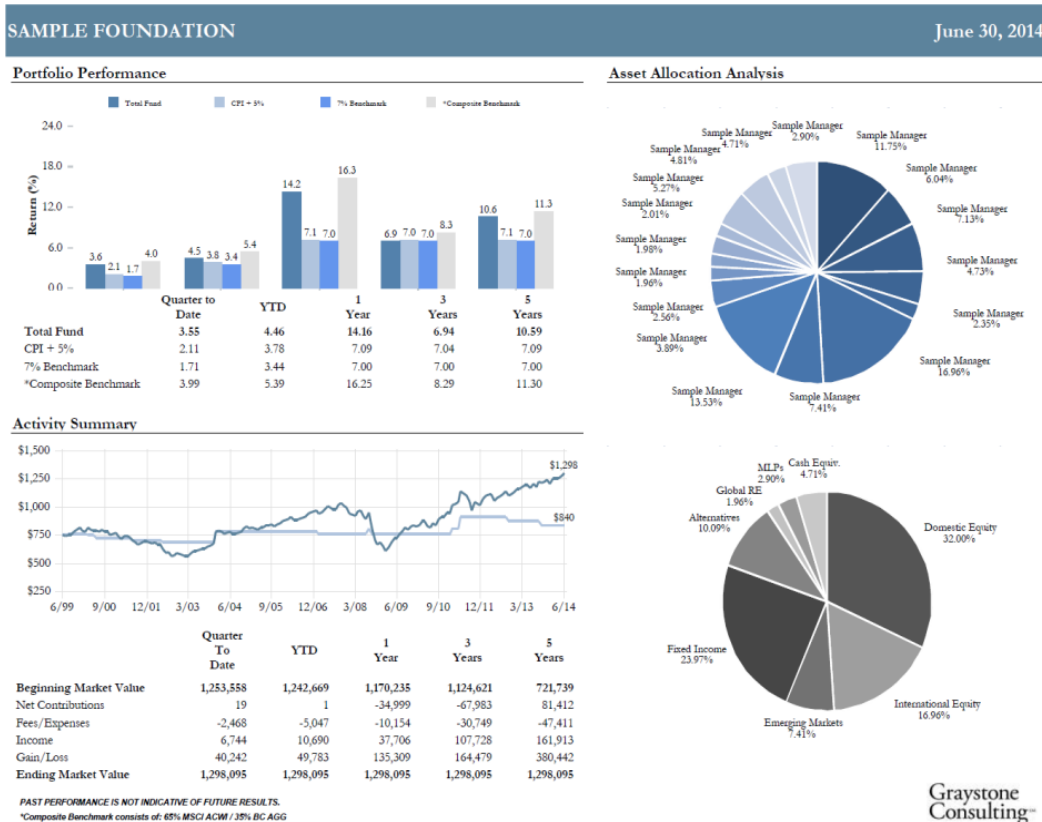 SAMPLE FOUNDATION
June 30, 2014
Portfolio Performance
Total Fund CPI + 5% 7% Benchmark *Composite Benchmark
Return (%)
24.0
18.0
12.0
6.0
0.0
3.6 2.1 1.7 4.0
4.5 3.8 3.4 5.4
14.2 7.1 7.0 16.3
6.9 7.0 7.0 8.3
10.6 7.1 7.0 11.3
Quarter to Date YTD 1 Year 3 Years 5 Years
Total Fund 3.55 4.46 14.16 6.94 10.59
CPI + 5% 2.11 3.78 7.09 7.04 7.09
7% Benchmark 1.71 3.44 7.00 7.00 7.00
*Composite Benchmark 3.99 5.39 16.25 8.29 11.30
Activity Summary
$1,500
$1,250
$1,000
$750
$500
$250
$1,298
$840
6/99 9/00 12/01 3/03 6/04 9/05 12/06 3/08 6/09 9/10 12/11 3/13 6/14
Quarter To Date YTD 1 Year 3 Years 5 Years
Beginning Market Value 1,253,558 1,242,669 1,170,235 1,124,621 721,739
Net Contributions 19 1 -34,999 -67,983 81,412
Fees/Expenses -2,468 -5,047 -10,154 -30,749 -47,411
Income 6,744 10,690 37,706 107,728 161,913
Gain/Loss 40,242 49,783 135,309 164,479 380,442
Ending Market Value 1,298,095 1,298,095 1,298,095 1,298,095 1,298,095
PAST PERFORMANCE IS NOT INDICATIVE OF FUTURE RESULTS.
*Composite Benchmark consists of: 65% MSCI ACWI / 35% BC AGG
Asset Allocation Analysis
Sample Manager
2.90%
Sample Manager
11.75%
Sample Manager
6.04%
Sample Manager
7.13%
Sample Manager
4.73%
Sample Manager
2.35%
Sample Manager
16.96%
Sample Manager
7.41%
Sample Manager
13.53%
Sample Manager
3.89%
Sample Manager
2.56%
Sample Manager
1.96%
Sample Manager
1.98%
Sample Manager
2.01%
Sample Manager
5.27%
Sample Manager
4.81%
Sample Manager
4.71%
Cash Equiv.
4.71%
Domestic Equity
32.00%
International Equity
16.96%
Emerging Markets
7.41%
Fixed Income
23.97%
Alternatives
10.09%
Global RE
1.96%
MLPs
2.90%
Graystone
Consulting